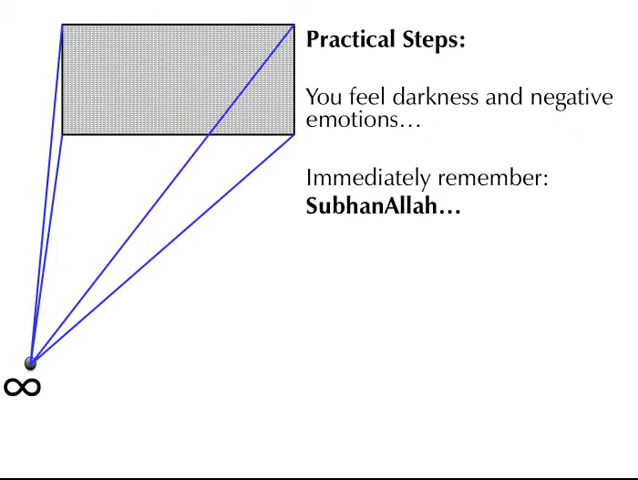 Practical Steps:
You feel darkness and negative
emotions…
Immediately remember:
SubhanAllah…
∞